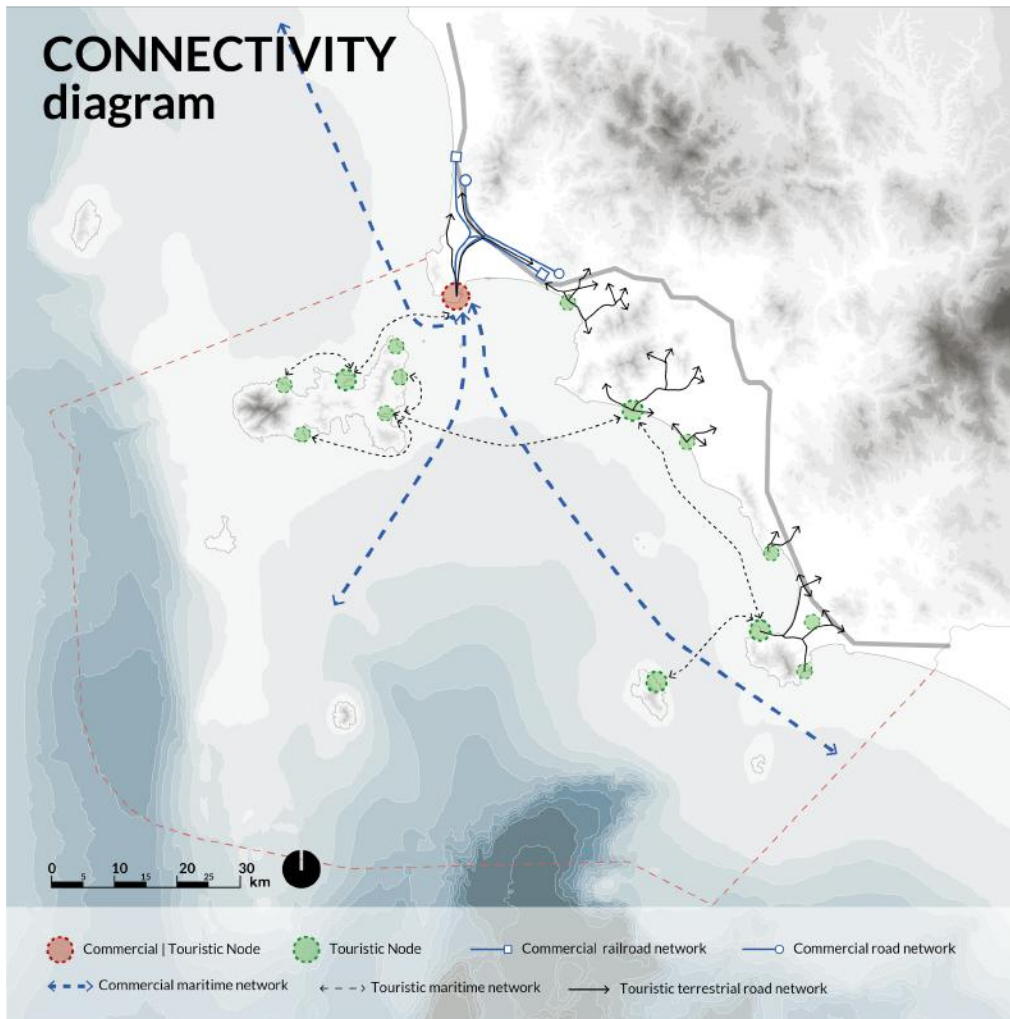 CONNECTIVITY
diagram
0 10 20 30
5 15 25 km
Commercial | Touristic Node Touristic Node Commercial railroad network Commercial road network
Commercial maritime network Touristic maritime network Touristic terrestrial road network